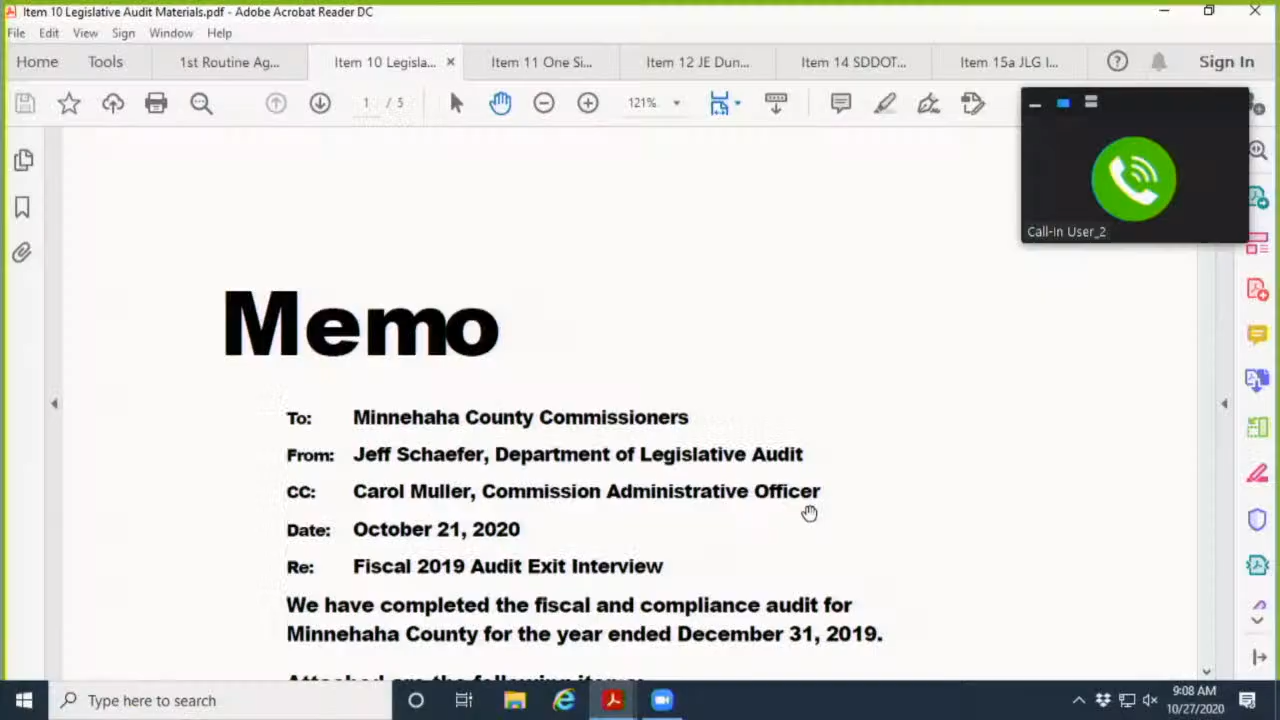 Item 10 Legislative Audit Materials.pdf - Adobe Acrobat Reader DC
File Edit View Sign Window Help
Home Tools 1st Routine Ag... Item 10 Legisla... × Item 11 One Si... Item 12 JE Dun... Item 14 SDDOT... Item 15a JLG I... Sign In
1 / 5 121%
Call-In User_2
Memo
To: Minnehaha County Commissioners
From: Jeff Schaefer, Department of Legislative Audit
CC: Carol Muller, Commission Administrative Officer
Date: October 21, 2020
Re: Fiscal 2019 Audit Exit Interview
We have completed the fiscal and compliance audit for
Minnehaha County for the year ended December 31, 2019.
Attached are the following items:
Type here to search
9:08 AM
10/27/2020